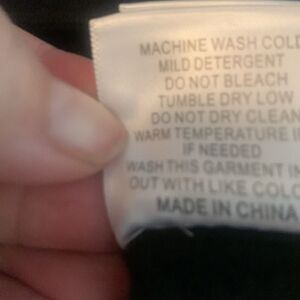 MACHINE WASH COLD
MILD DETERGENT
DO NOT BLEACH
TUMBLE DRY LOW
DO NOT DRY CLEAN
WARM TEMPERATURE I
IF NEEDED
WASH THIS GARMENT IN
OUT WITH LIKE COLO
MADE IN CHINA